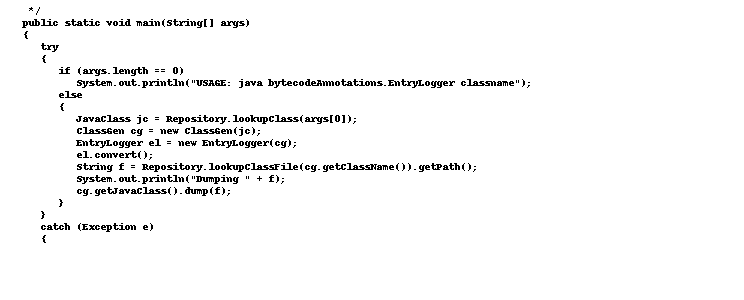 */
public static void main(String[] args)
{
try
{
if (args.length == 0)
System.out.println("USAGE: java bytecodeAnnotations.EntryLogger classname");
else
{
JavaClass jc = Repository.lookupClass(args[0]);
ClassGen cg = new ClassGen(jc);
EntryLogger el = new EntryLogger(cg);
el.convert();
String f = Repository.lookupClassFile(cg.getClassName()).getPath();
System.out.println("Dumping " + f);
cg.getJavaClass().dump(f);
}
}
catch (Exception e)
{